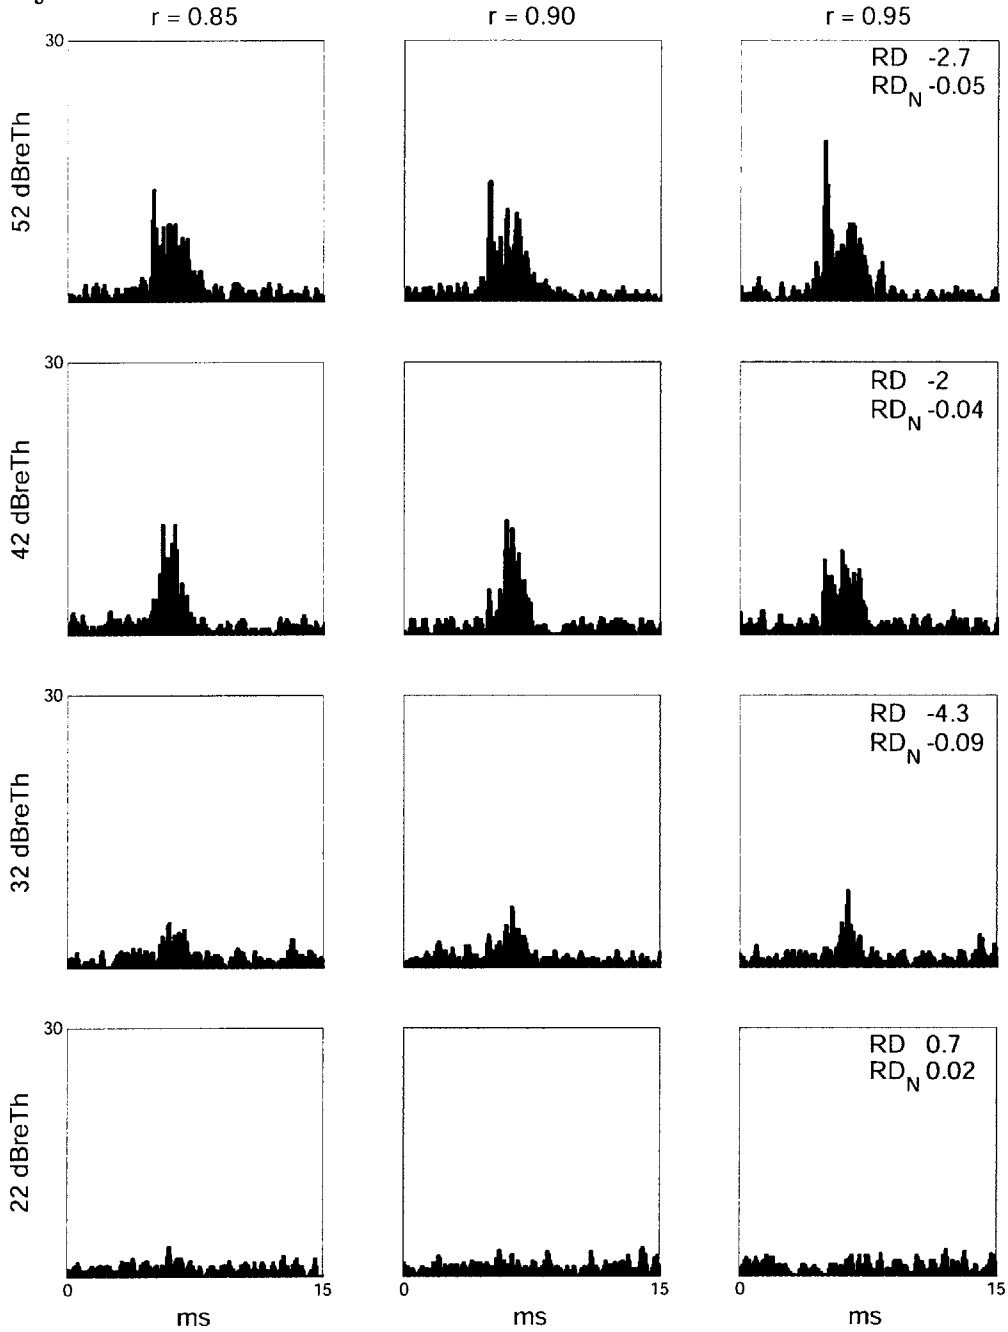 r = 0.85 r = 0.90 r = 0.95
30
52 dBreTh
RD -2.7
RDN -0.05
30
42 dBreTh
RD -2
RDN -0.04
30
32 dBreTh
RD -4.3
RDN -0.09
30
22 dBreTh
RD 0.7
RDN 0.02
0 15 0 15 0 15
ms ms ms